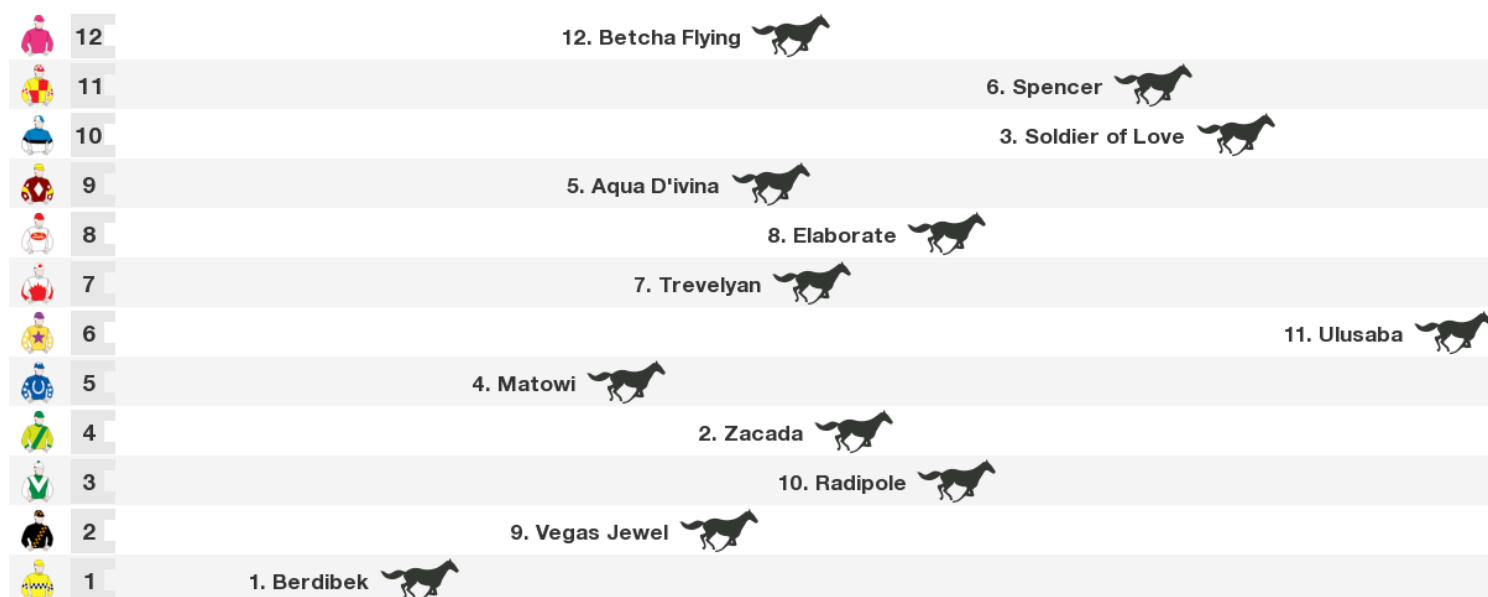 12 12. Betcha Flying
11 6. Spencer
10 3. Soldier of Love
9 5. Aqua D'ivina
8 8. Elaborate
7 7. Trevelyan
6 11. Ulusaba
5 4. Matowi
4 2. Zacada
3 10. Radipole
2 9. Vegas Jewel
1 1. Berdibek